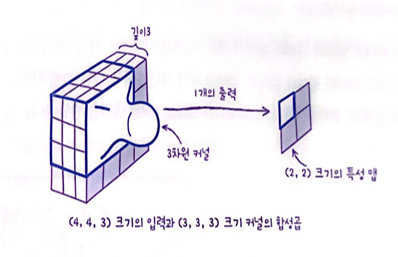 깊이3
1개의 출력
3차원 커널
(2, 2) 크기의 특성 맵
(4, 4, 3) 크기의 입력과 (3, 3, 3) 크기 커널의 합성곱